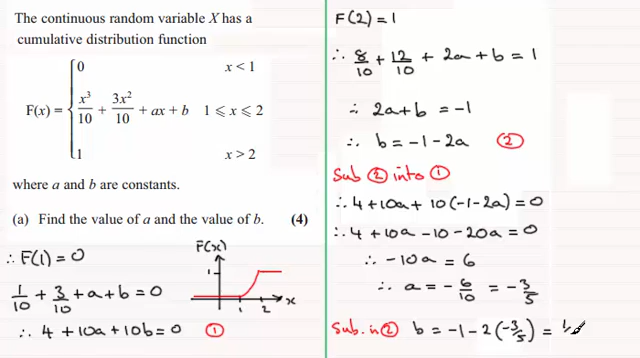 The continuous random variable X has a
cumulative distribution function
F(x) = { 0 x < 1
x³/10 + 3x²/10 + ax + b 1 ⩽ x ⩽ 2
1 x > 2
where a and b are constants.
(a) Find the value of a and the value of b. (4)
∴ F(1) = 0
1/10 + 3/10 + a + b = 0
∴ 4 + 10a + 10b = 0 ①
F(x)
1
1 2 x
F(2) = 1
∴ 8/10 + 12/10 + 2a + b = 1
∴ 2a + b = -1
∴ b = -1 - 2a ②
Sub ② into ①
∴ 4 + 10a + 10(-1 - 2a) = 0
∴ 4 + 10a - 10 - 20a = 0
∴ -10a = 6
∴ a = -6/10 = -3/5
Sub. in ② b = -1 - 2(-3/5) =